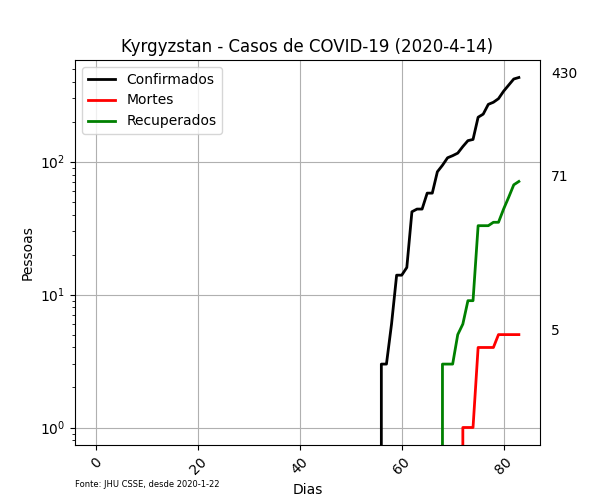 Kyrgyzstan - Casos de COVID-19 (2020-4-14)
Confirmados
Mortes
Recuperados
430
71
5
10²
10¹
10⁰
Pessoas
0 20 40 60 80
Dias
Fonte: JHU CSSE, desde 2020-1-22